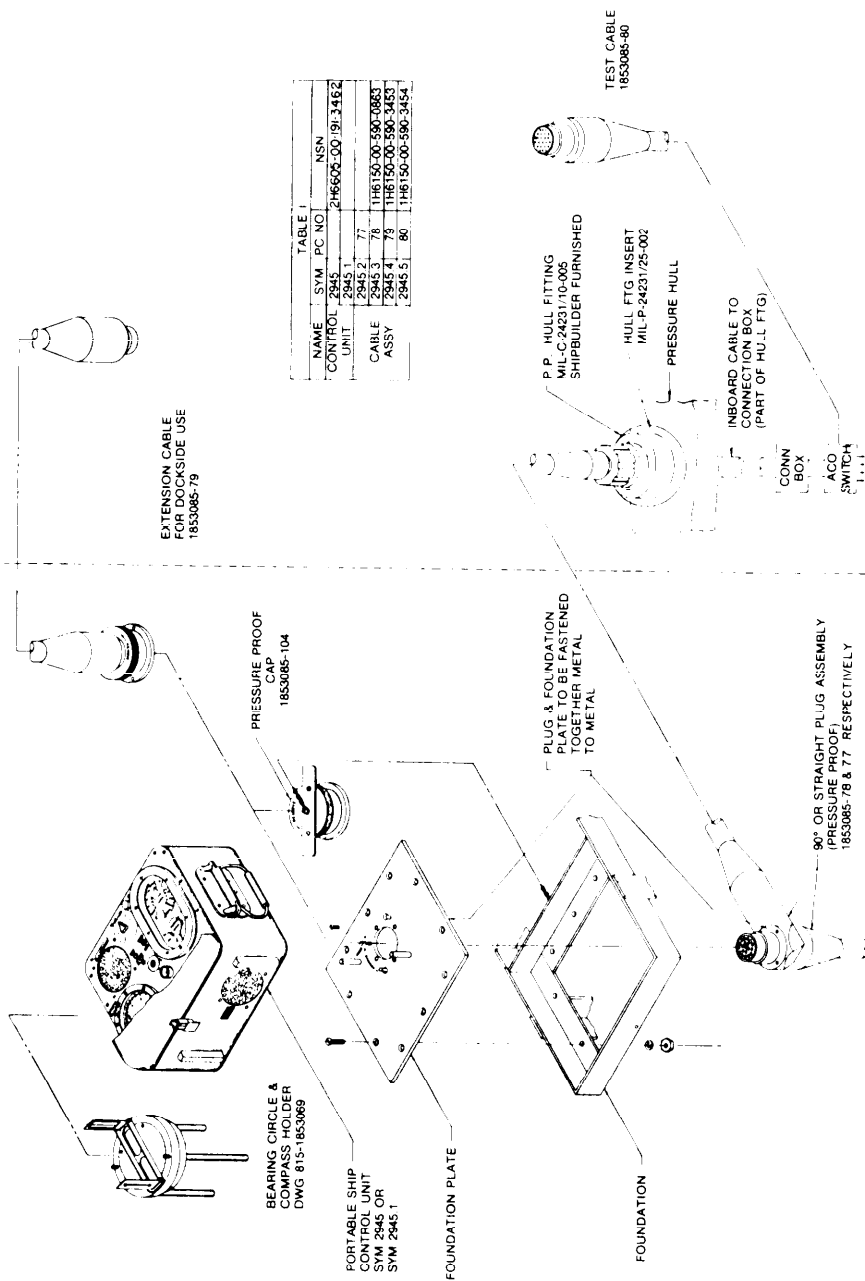 BEARING CIRCLE &
COMPASS HOLDER
DWG 815-1853069
PORTABLE SHIP
CONTROL UNIT
SYM 2945 OR
SYM 2945.1
FOUNDATION PLATE
FOUNDATION
PRESSURE PROOF
CAP
1853085-104
PLUG & FOUNDATION
PLATE TO BE FASTENED
TOGETHER METAL
TO METAL
90° OR STRAIGHT PLUG ASSEMBLY
(PRESSURE PROOF)
1853085-78 & 77 RESPECTIVELY
EXTENSION CABLE
FOR DOCKSIDE USE
1853085-79
TABLE I
NAME SYM PC NO NSN
CONTROL 2945 2H6605-00-191-3462
UNIT 2945.1
2945.2 77
CABLE 2945.3 78 1H6150-00-590-0863
ASSY 2945.4 79 1H6150-00-590-3453
2945.5 80 1H6150-00-590-3454
P.P. HULL FITTING
MIL-C-24231/10-005
SHIPBUILDER FURNISHED
HULL FTG INSERT
MIL-P-24231/25-002
PRESSURE HULL
INBOARD CABLE TO
CONNECTION BOX
(PART OF HULL FTG)
CONN
BOX
ACO
SWITCH
TEST CABLE
1853085-80